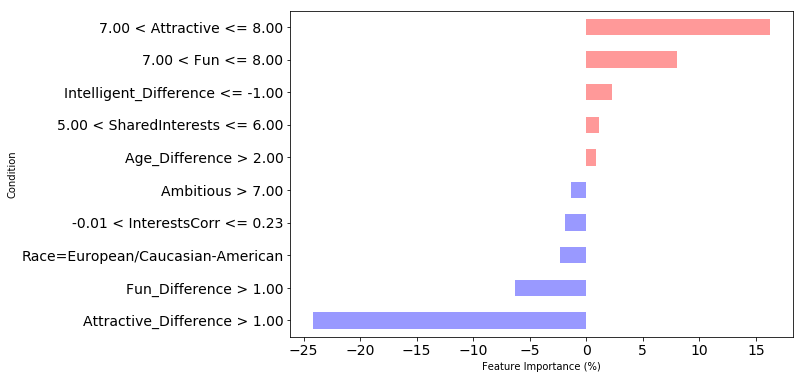 7.00 < Attractive <= 8.00
7.00 < Fun <= 8.00
Intelligent_Difference <= -1.00
5.00 < SharedInterests <= 6.00
Age_Difference > 2.00
Ambitious > 7.00
-0.01 < InterestsCorr <= 0.23
Race=European/Caucasian-American
Fun_Difference > 1.00
Attractive_Difference > 1.00
Condition
−25 −20 −15 −10 −5 0 5 10 15
Feature Importance (%)